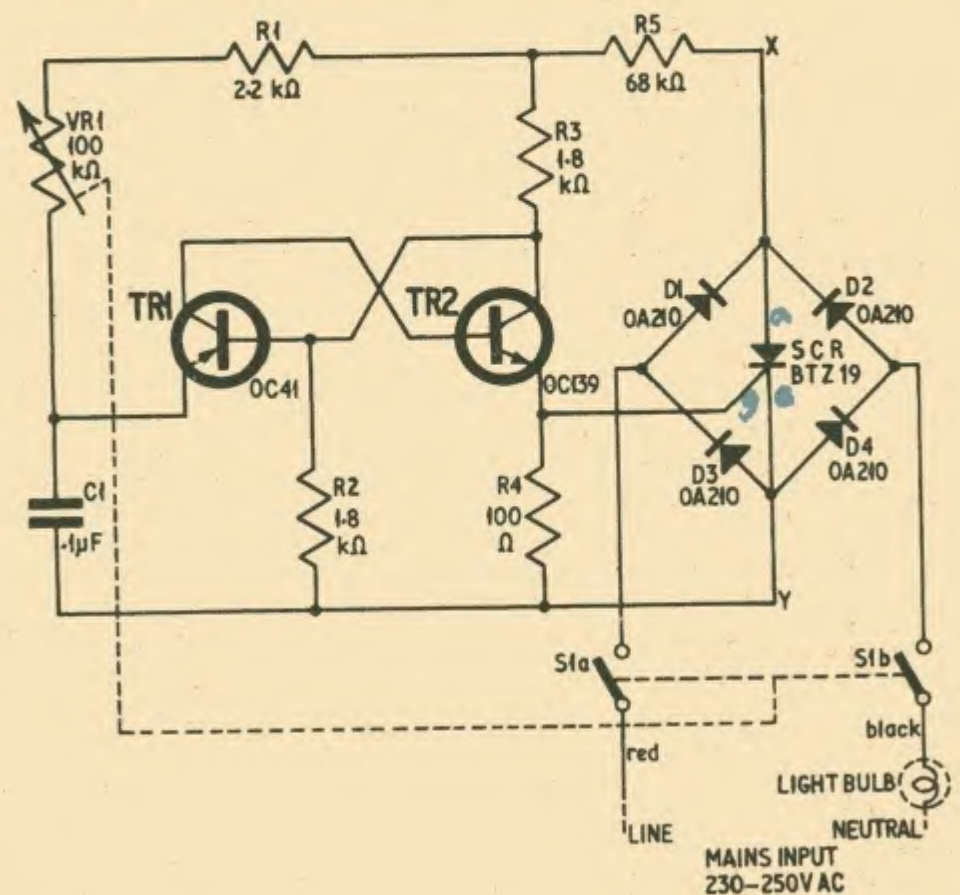 R1
2.2 kΩ
R5
68 kΩ
X
VR1
100
kΩ
R3
1.8
kΩ
TR1
OC41
TR2
OC139
D1
OA210
D2
OA210
SCR
BTZ 19
D3
OA210
D4
OA210
C1
.1µF
R2
1.8
kΩ
R4
100
Ω
Y
S1a
S1b
red
black
LIGHT BULB
LINE
NEUTRAL
MAINS INPUT
230-250V AC